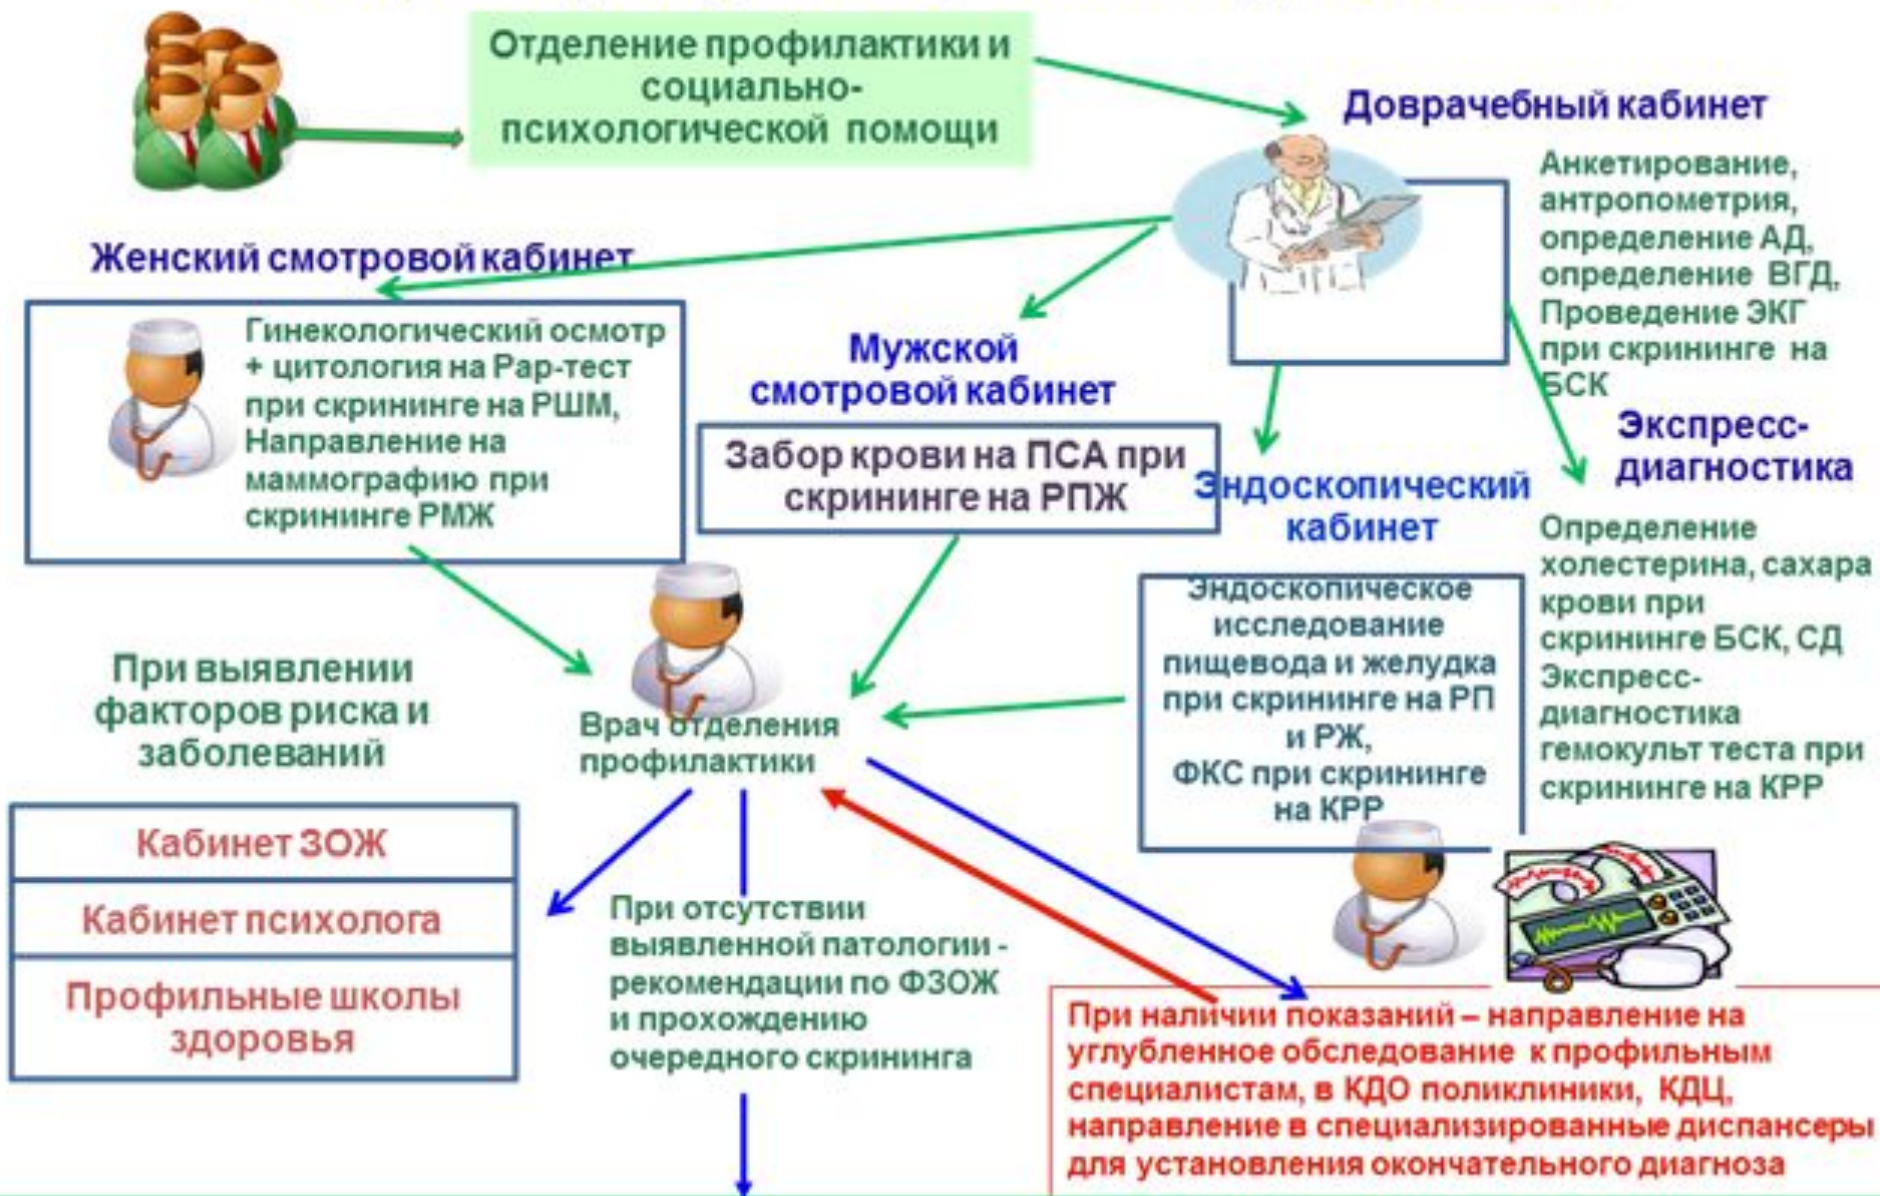 Отделение профилактики и
социально-
психологической помощи
Доврачебный кабинет
Анкетирование,
антропометрия,
определение АД,
определение ВГД,
Проведение ЭКГ
при скрининге на
БСК
Женский смотровой кабинет
Гинекологический осмотр
+ цитология на Рар-тест
при скрининге на РШМ,
Направление на
маммографию при
скрининге РМЖ
Мужской
смотровой кабинет
Забор крови на ПСА при
скрининге на РПЖ
Эндоскопический
кабинет
Эндоскопическое
исследование
пищевода и желудка
при скрининге на РП
и РЖ,
ФКС при скрининге
на КРР
Экспресс-
диагностика
Определение
холестерина, сахара
крови при
скрининге БСК, СД
Экспресс-
диагностика
гемокульт теста при
скрининге на КРР
Врач отделения
профилактики
При выявлении
факторов риска и
заболеваний
Кабинет ЗОЖ
Кабинет психолога
Профильные школы
здоровья
При отсутствии
выявленной патологии -
рекомендации по ФЗОЖ
и прохождению
очередного скрининга
При наличии показаний – направление на
углубленное обследование к профильным
специалистам, в КДО поликлиники, КДЦ,
направление в специализированные диспансеры
для установления окончательного диагноза